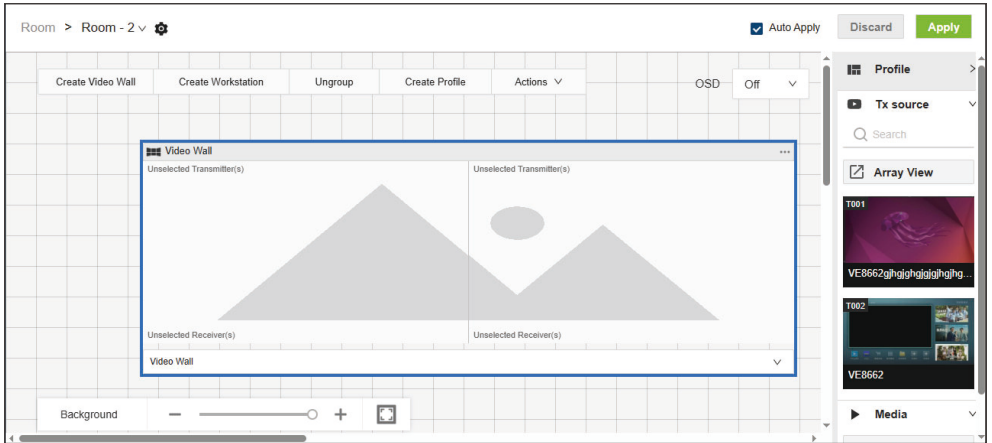 Room > Room - 2
Auto Apply
Discard
Apply
Create Video Wall
Create Workstation
Ungroup
Create Profile
Actions
OSD
Off
Profile
Tx source
Search
Array View
Video Wall
...
Unselected Transmitter(s)
Unselected Transmitter(s)
Unselected Receiver(s)
Unselected Receiver(s)
Video Wall
T001
VE8662gjhgjghgjgjgjhgjhg...
T002
VE8662
Background
Media